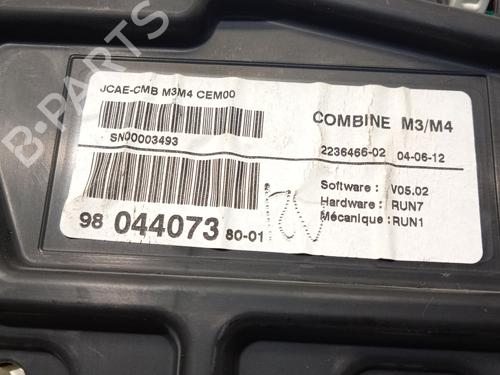 JCAE-CMB M3M4 CEM00
SN00003493
98 044073 80-01
COMBINE M3/M4
2236466-02 04-06-12
Software : V05.02
Hardware : RUN7
Mécanique : RUN1
B-PARTS